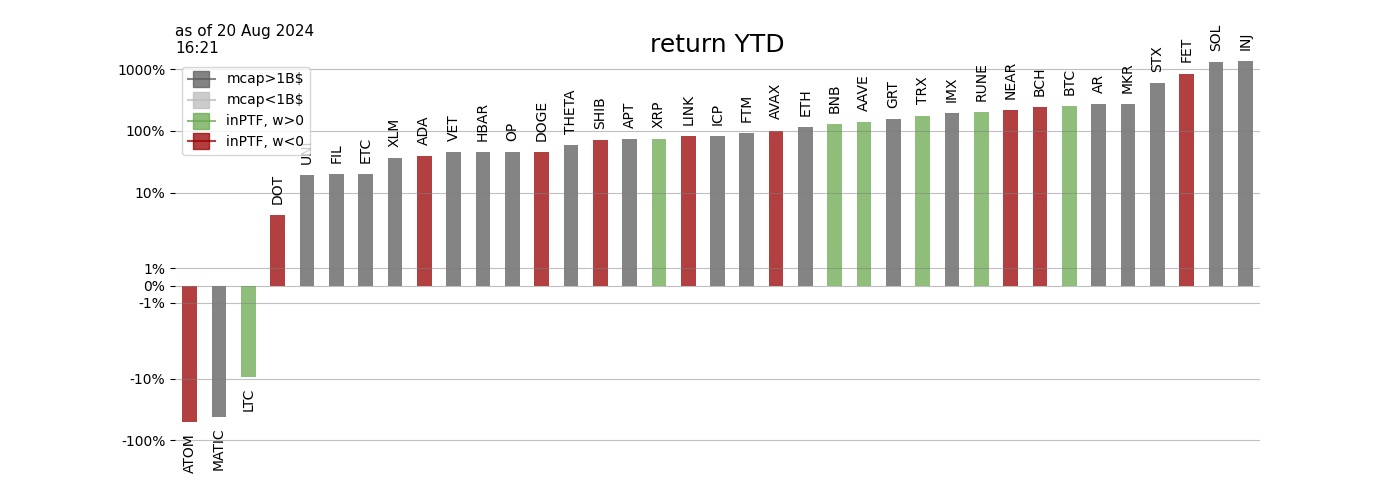 as of 20 Aug 2024
16:21
return YTD
mcap>1B$
mcap<1B$
inPTF, w>0
inPTF, w<0
1000%
100%
10%
1%
0%
-1%
-10%
-100%
ATOM
MATIC
LTC
DOT
UNI
FIL
ETC
XLM
ADA
VET
HBAR
OP
DOGE
THETA
SHIB
APT
XRP
LINK
ICP
FTM
AVAX
ETH
BNB
AAVE
GRT
TRX
IMX
RUNE
NEAR
BCH
BTC
AR
MKR
STX
FET
SOL
INJ